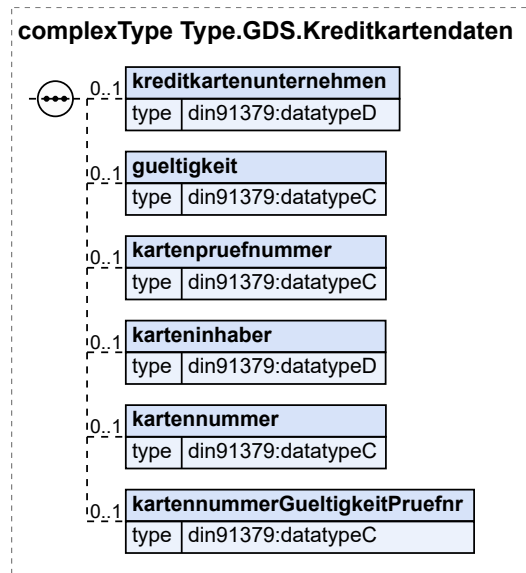 complexType Type.GDS.Kreditkartendaten
0..1 kreditkartenunternehmen
type din91379:datatypeD
0..1 gueltigkeit
type din91379:datatypeC
0..1 kartenpruefnummer
type din91379:datatypeC
0..1 karteninhaber
type din91379:datatypeD
0..1 kartennummer
type din91379:datatypeC
0..1 kartennummerGueltigkeitPruefnr
type din91379:datatypeC